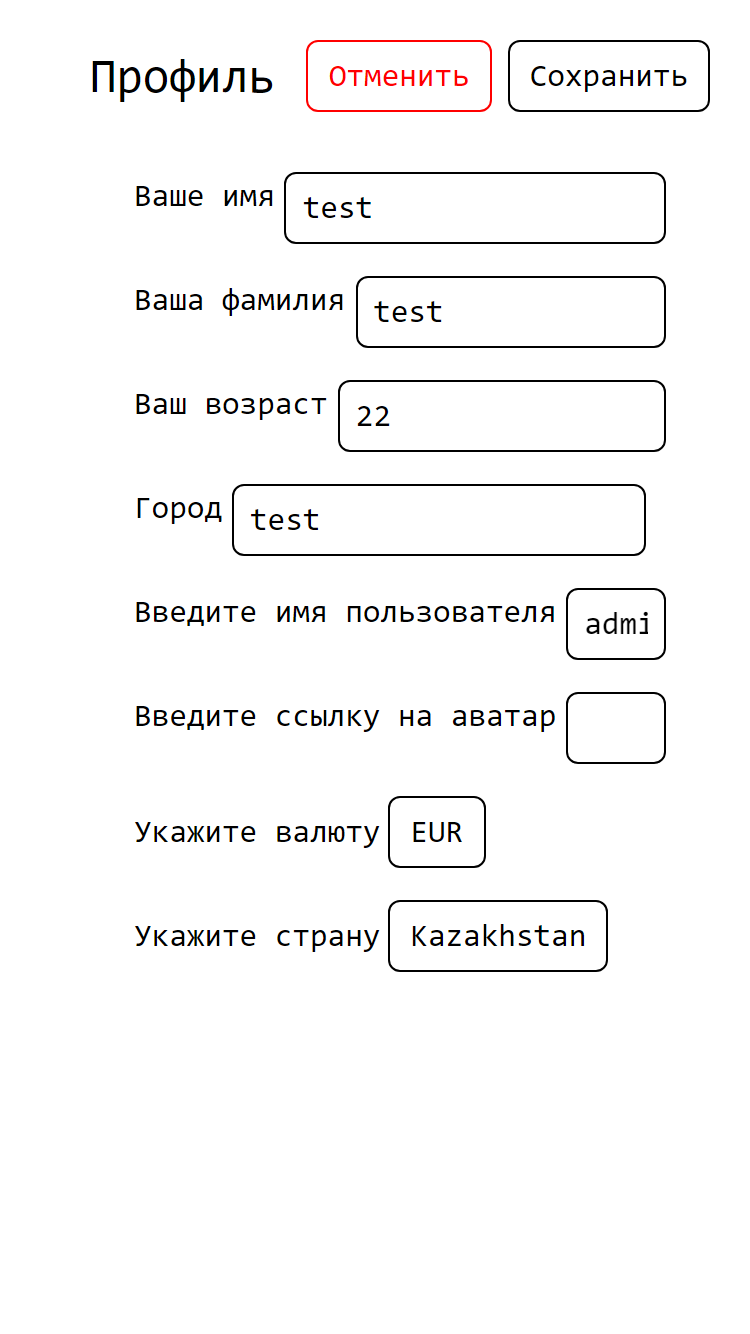 Профиль Отменить Сохранить
Ваше имя test
Ваша фамилия test
Ваш возраст 22
Город test
Введите имя пользователя admi
Введите ссылку на аватар
Укажите валюту EUR
Укажите страну Kazakhstan